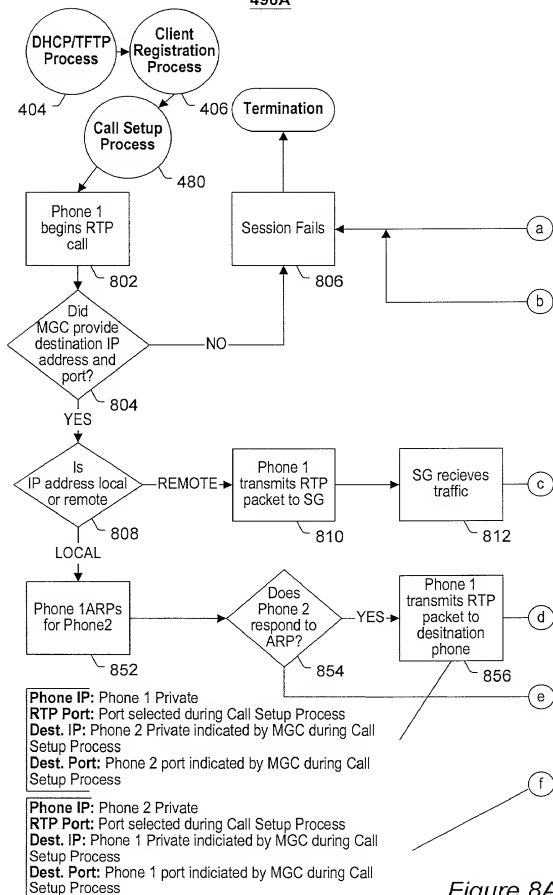 490A
DHCP/TFTP
Process
404
Client
Registration
Process
406
Call Setup
Process
480
Termination
Phone 1
begins RTP
call
802
Session Fails
806
a
b
Did
MGC provide
destination IP
address and
port?
804
NO
YES
Is
IP address local
or remote
808
REMOTE
Phone 1
transmits RTP
packet to SG
810
SG recieves
traffic
812
c
LOCAL
Phone 1ARPs
for Phone2
852
Does
Phone 2
respond to
ARP?
854
YES
Phone 1
transmits RTP
packet to
desitnation
phone
856
d
e
Phone IP: Phone 1 Private
RTP Port: Port selected during Call Setup Process
Dest. IP: Phone 2 Private indicated by MGC during Call
Setup Process
Dest. Port: Phone 2 port indicated by MGC during Call
Setup Process
f
Phone IP: Phone 2 Private
RTP Port: Port selected during Call Setup Process
Dest. IP: Phone 1 Private indiciated by MGC during Call
Setup Process
Dest. Port: Phone 1 port indicated by MGC during Call
Setup Process
Figure 8A